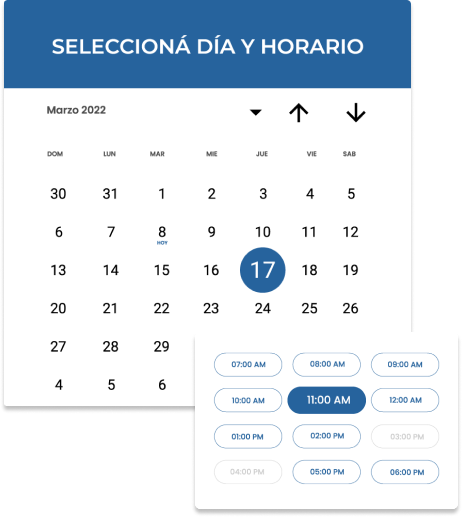 SELECCIONÁ DÍA Y HORARIO
Marzo 2022
DOM LUN MAR MIE JUE VIE SAB
30 31 1 2 3 4 5
6 7 8 9 10 11 12
HOY
13 14 15 16 17 18 19
20 21 22 23 24 25 26
27 28 29
4 5 6
07:00 AM 08:00 AM 09:00 AM
10:00 AM 11:00 AM 12:00 AM
01:00 PM 02:00 PM 03:00 PM
04:00 PM 05:00 PM 06:00 PM